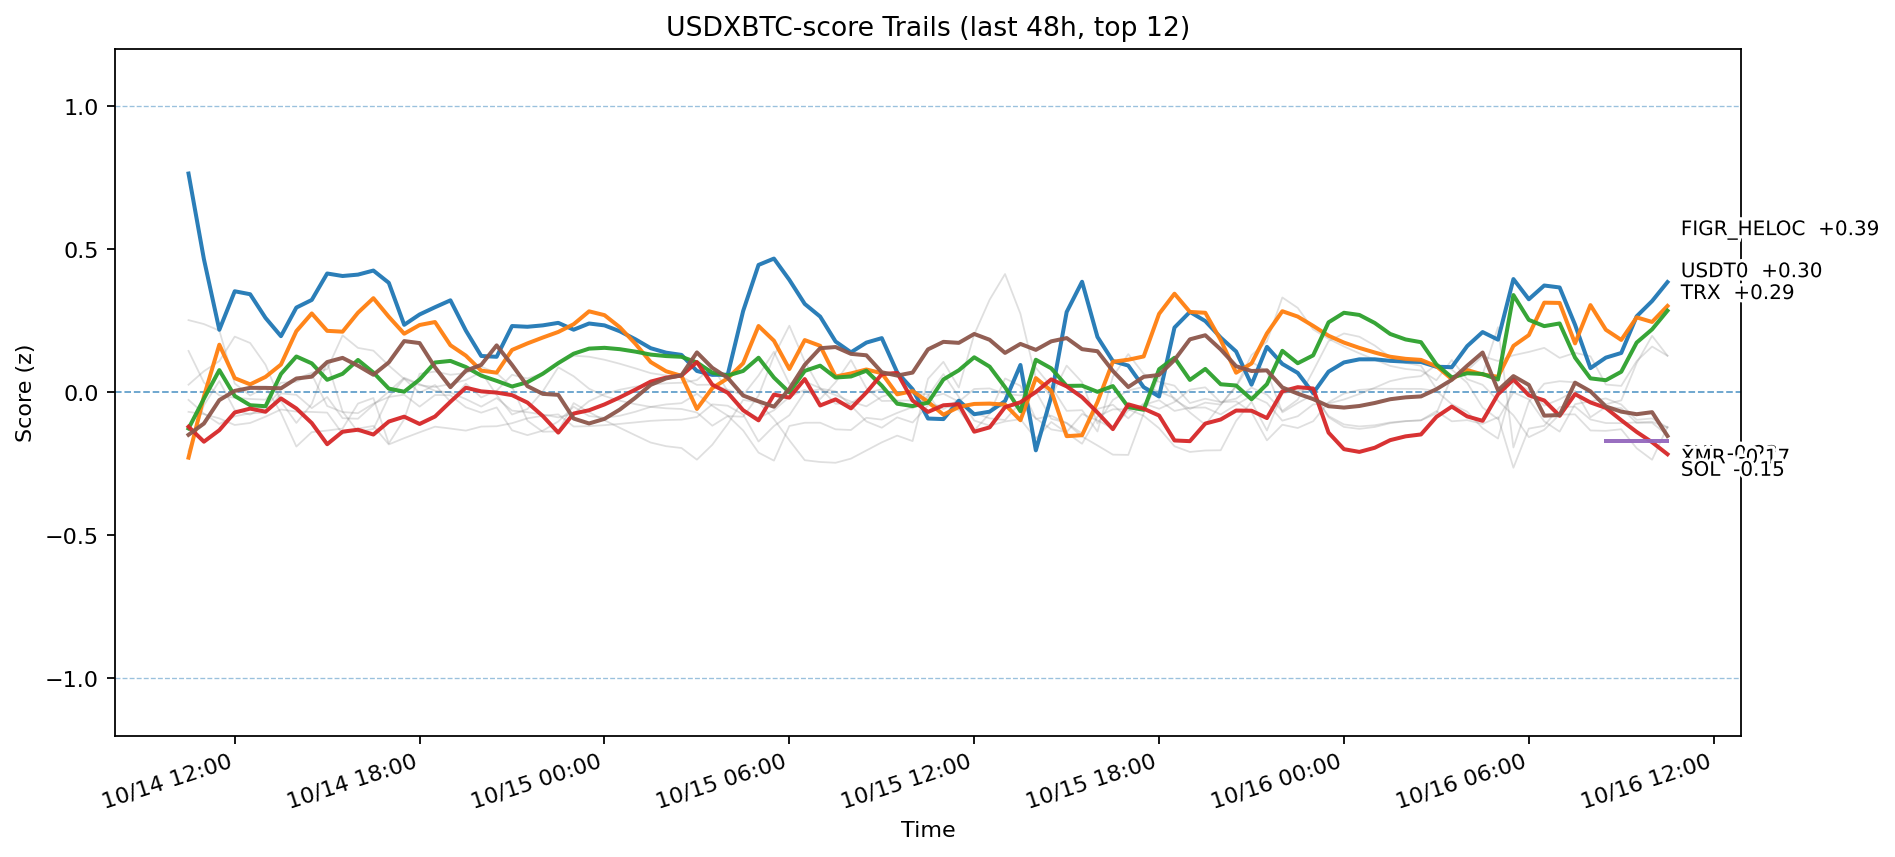 USDXBTC-score Trails (last 48h, top 12)
Score (z)
1.0
0.5
0.0
−0.5
−1.0
FIGR_HELOC +0.39
USDT0 +0.30
TRX +0.29
XMR -0.17
SOL -0.15
10/14 12:00
10/14 18:00
10/15 00:00
10/15 06:00
10/15 12:00
10/15 18:00
10/16 00:00
10/16 06:00
10/16 12:00
Time